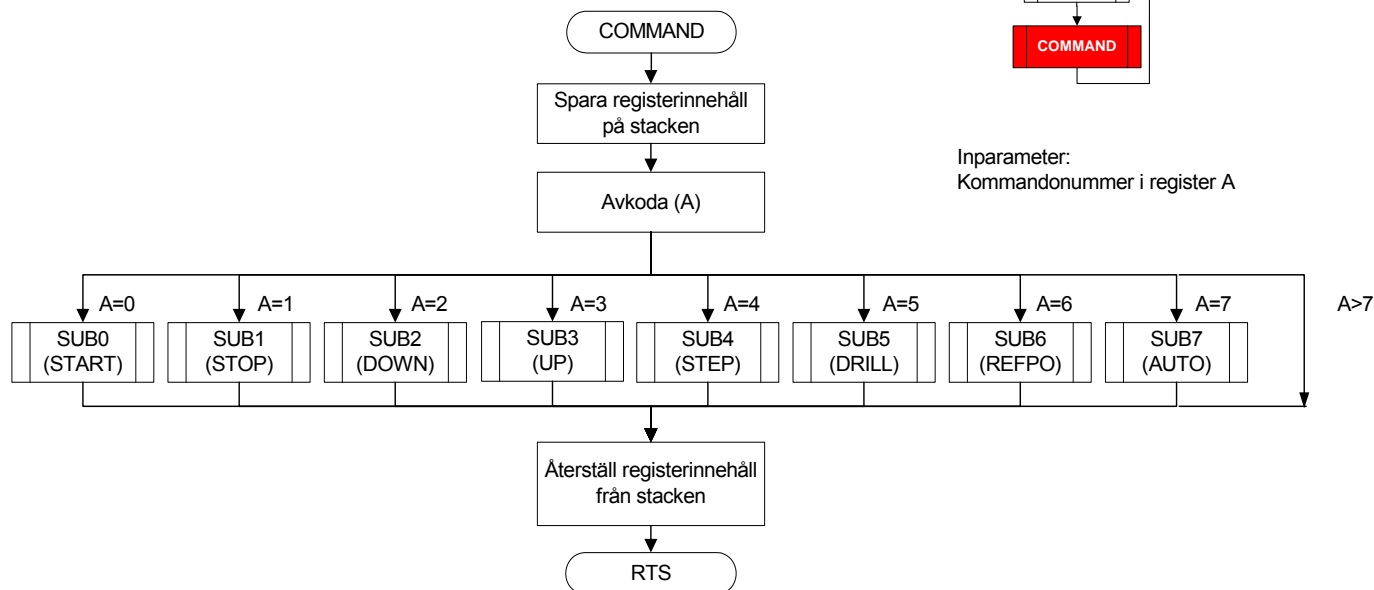 COMMAND
COMMAND
Spara registerinnehåll
på stacken
Inparameter:
Kommandonummer i register A
Avkoda (A)
A=0
A=1
A=2
A=3
A=4
A=5
A=6
A=7
A>7
SUB0
(START)
SUB1
(STOP)
SUB2
(DOWN)
SUB3
(UP)
SUB4
(STEP)
SUB5
(DRILL)
SUB6
(REFPO)
SUB7
(AUTO)
Återställ registerinnehåll
från stacken
RTS